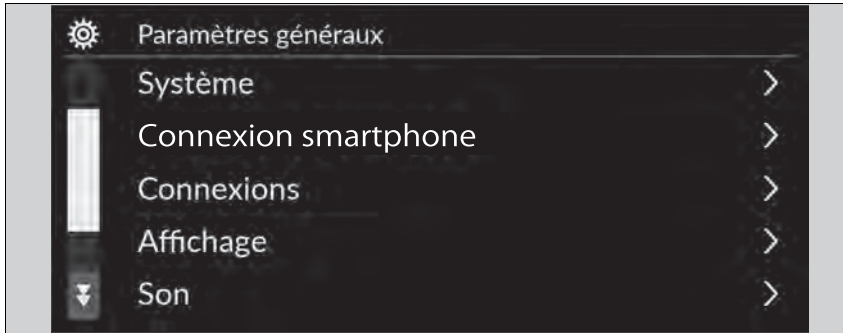 Paramètres généraux
Système
Connexion smartphone
Connexions
Affichage
Son